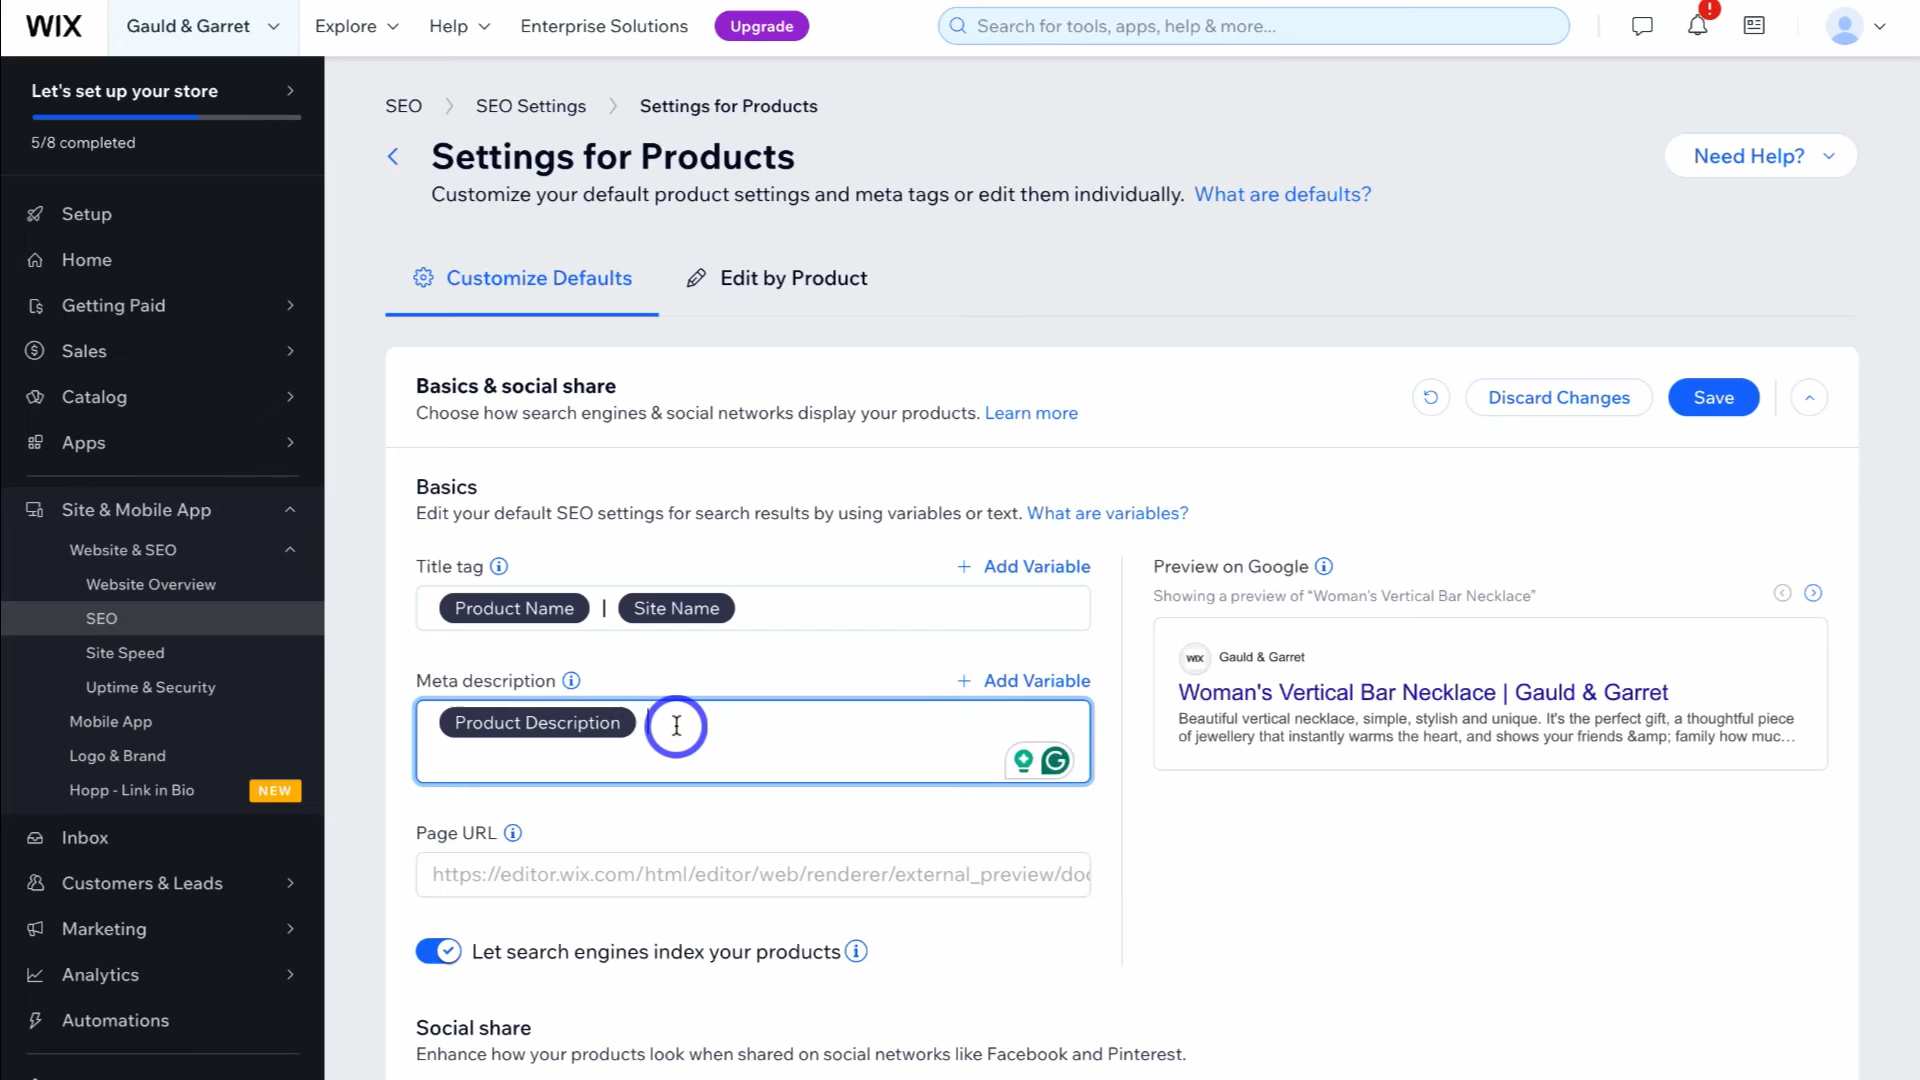 WIX
Gauld & Garret
Explore
Help
Enterprise Solutions
Upgrade
Search for tools, apps, help & more...
!
Let's set up your store
5/8 completed
Setup
Home
Getting Paid
Sales
Catalog
Apps
Site & Mobile App
Website & SEO
Website Overview
SEO
Site Speed
Uptime & Security
Mobile App
Logo & Brand
Hopp - Link in Bio NEW
Inbox
Customers & Leads
Marketing
Analytics
Automations
SEO > SEO Settings > Settings for Products
Settings for Products
Need Help?
Customize your default product settings and meta tags or edit them individually. What are defaults?
Customize Defaults
Edit by Product
Basics & social share
Choose how search engines & social networks display your products. Learn more
Discard Changes
Save
Basics
Edit your default SEO settings for search results by using variables or text. What are variables?
Title tag
+ Add Variable
Product Name | Site Name
Meta description
+ Add Variable
Product Description
Page URL
https://editor.wix.com/html/editor/web/renderer/external_preview/doc
Let search engines index your products
Social share
Enhance how your products look when shared on social networks like Facebook and Pinterest.
Preview on Google
Showing a preview of “Woman's Vertical Bar Necklace”
WIX Gauld & Garret
Woman's Vertical Bar Necklace | Gauld & Garret
Beautiful vertical necklace, simple, stylish and unique. It's the perfect gift, a thoughtful piece
of jewellery that instantly warms the heart, and shows your friends &amp; family how muc...